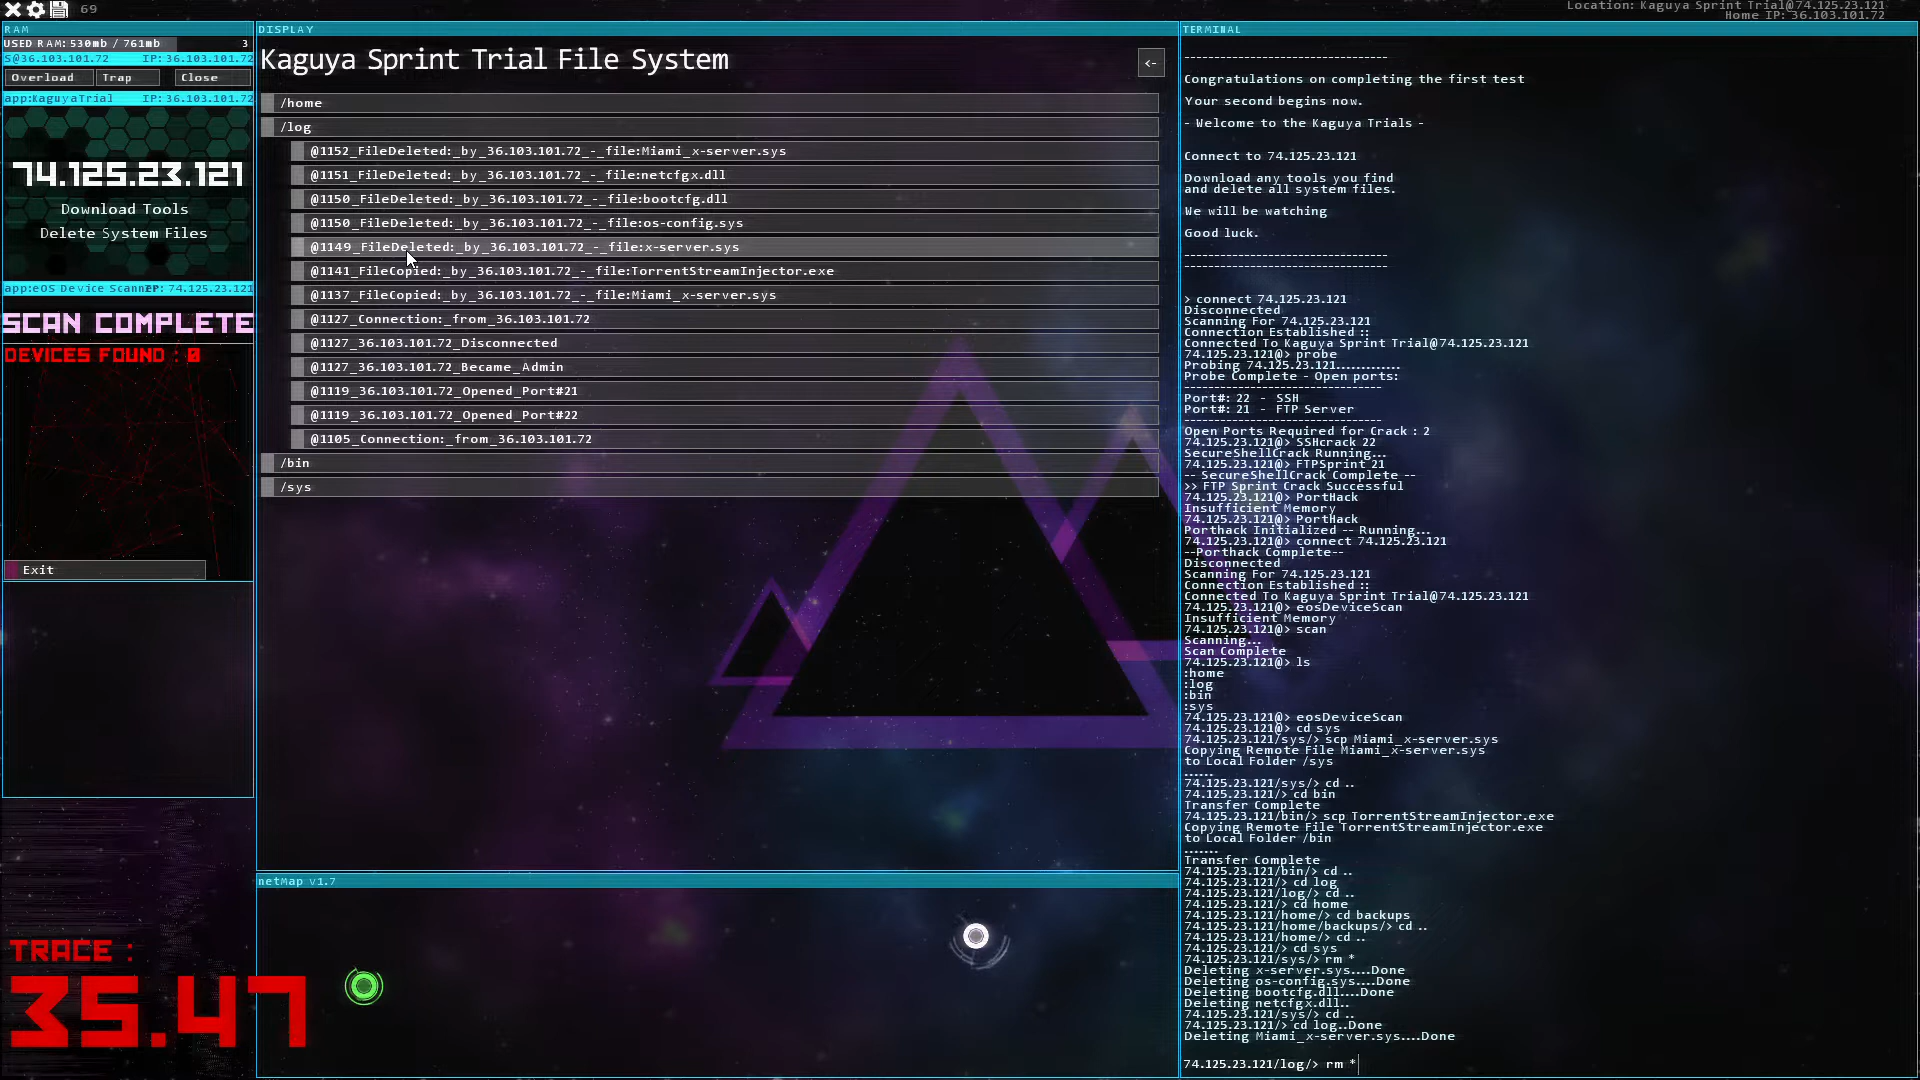 69
Location: Kaguya Sprint Trial@74.125.23.121
Home IP: 36.103.101.72
RAM
USED RAM: 530mb / 761mb 3
S@36.103.101.72 IP: 36.103.101.72
Overload Trap Close
app:KaguyaTrial IP: 36.103.101.72
74.125.23.121
Download Tools
Delete System Files
app:eOS Device Scanner IP: 74.125.23.121
SCAN COMPLETE
DEVICES FOUND : 0
Exit
TRACE :
35.47
DISPLAY
Kaguya Sprint Trial File System
<-
/home
/log
@1152_FileDeleted:_by_36.103.101.72_-_file:Miami_x-server.sys
@1151_FileDeleted:_by_36.103.101.72_-_file:netcfgx.dll
@1150_FileDeleted:_by_36.103.101.72_-_file:bootcfg.dll
@1150_FileDeleted:_by_36.103.101.72_-_file:os-config.sys
@1149_FileDeleted:_by_36.103.101.72_-_file:x-server.sys
@1141_FileCopied:_by_36.103.101.72_-_file:TorrentStreamInjector.exe
@1137_FileCopied:_by_36.103.101.72_-_file:Miami_x-server.sys
@1127_Connection:_from_36.103.101.72
@1127_36.103.101.72_Disconnected
@1127_36.103.101.72_Became_Admin
@1119_36.103.101.72_Opened_Port#21
@1119_36.103.101.72_Opened_Port#22
@1105_Connection:_from_36.103.101.72
/bin
/sys
netMap v1.7
TERMINAL
--------------------------------
Congratulations on completing the first test
Your second begins now.
- Welcome to the Kaguya Trials -
Connect to 74.125.23.121
Download any tools you find
and delete all system files.
We will be watching
Good luck.
--------------------------------
--------------------------------
> connect 74.125.23.121
Disconnected
Scanning For 74.125.23.121
Connection Established ::
Connected To Kaguya Sprint Trial@74.125.23.121
74.125.23.121@> probe
Probing 74.125.23.121.............
Probe Complete - Open ports:
---------------------------------
Port#: 22 - SSH
Port#: 21 - FTP Server
---------------------------------
Open Ports Required for Crack : 2
74.125.23.121@> SSHcrack 22
SecureShellCrack Running...
74.125.23.121@> FTPSprint 21
-- SecureShellCrack Complete --
>> FTP Sprint Crack Successful
74.125.23.121@> PortHack
Insufficient Memory
74.125.23.121@> PortHack
Porthack Initialized -- Running...
74.125.23.121@> connect 74.125.23.121
--Porthack Complete--
Disconnected
Scanning For 74.125.23.121
Connection Established ::
Connected To Kaguya Sprint Trial@74.125.23.121
74.125.23.121@> eosDeviceScan
Insufficient Memory
74.125.23.121@> scan
Scanning...
Scan Complete
74.125.23.121@> ls
:home
:log
:bin
:sys
74.125.23.121@> eosDeviceScan
74.125.23.121@> cd sys
74.125.23.121/sys/> scp Miami_x-server.sys
Copying Remote File Miami_x-server.sys
to Local Folder /sys
......
74.125.23.121/sys/> cd ..
74.125.23.121/> cd bin
Transfer Complete
74.125.23.121/bin/> scp TorrentStreamInjector.exe
Copying Remote File TorrentStreamInjector.exe
to Local Folder /bin
.......
Transfer Complete
74.125.23.121/bin/> cd ..
74.125.23.121/> cd log
74.125.23.121/log/> cd ..
74.125.23.121/> cd home
74.125.23.121/home/> cd backups
74.125.23.121/home/backups/> cd ..
74.125.23.121/home/> cd ..
74.125.23.121/> cd sys
74.125.23.121/sys/> rm *
Deleting x-server.sys....Done
Deleting os-config.sys....Done
Deleting bootcfg.dll....Done
Deleting netcfgx.dll..
74.125.23.121/sys/> cd ..
74.125.23.121/> cd log..Done
Deleting Miami_x-server.sys....Done
74.125.23.121/log/> rm *